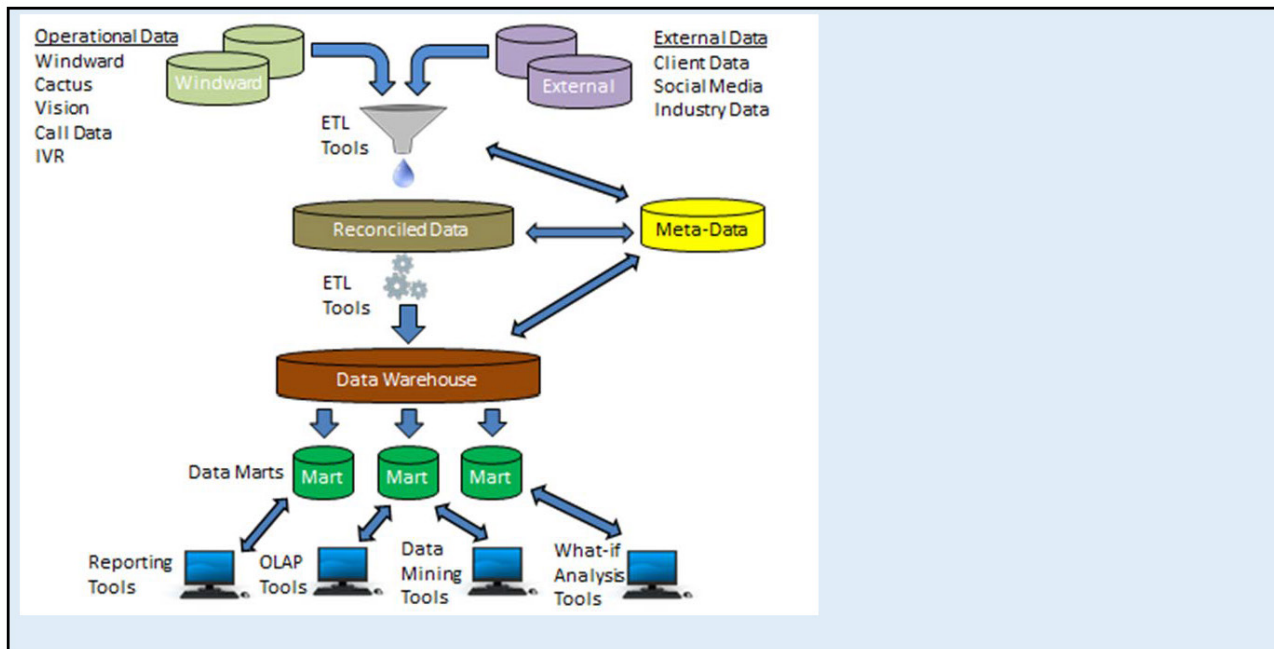 Operational Data
Windward
Cactus
Vision
Call Data
IVR
Windward
External
External Data
Client Data
Social Media
Industry Data
ETL
Tools
Reconciled Data
Meta-Data
ETL
Tools
Data Warehouse
Data Marts
Mart
Mart
Mart
Reporting
Tools
OLAP
Tools
Data
Mining
Tools
What-if
Analysis
Tools